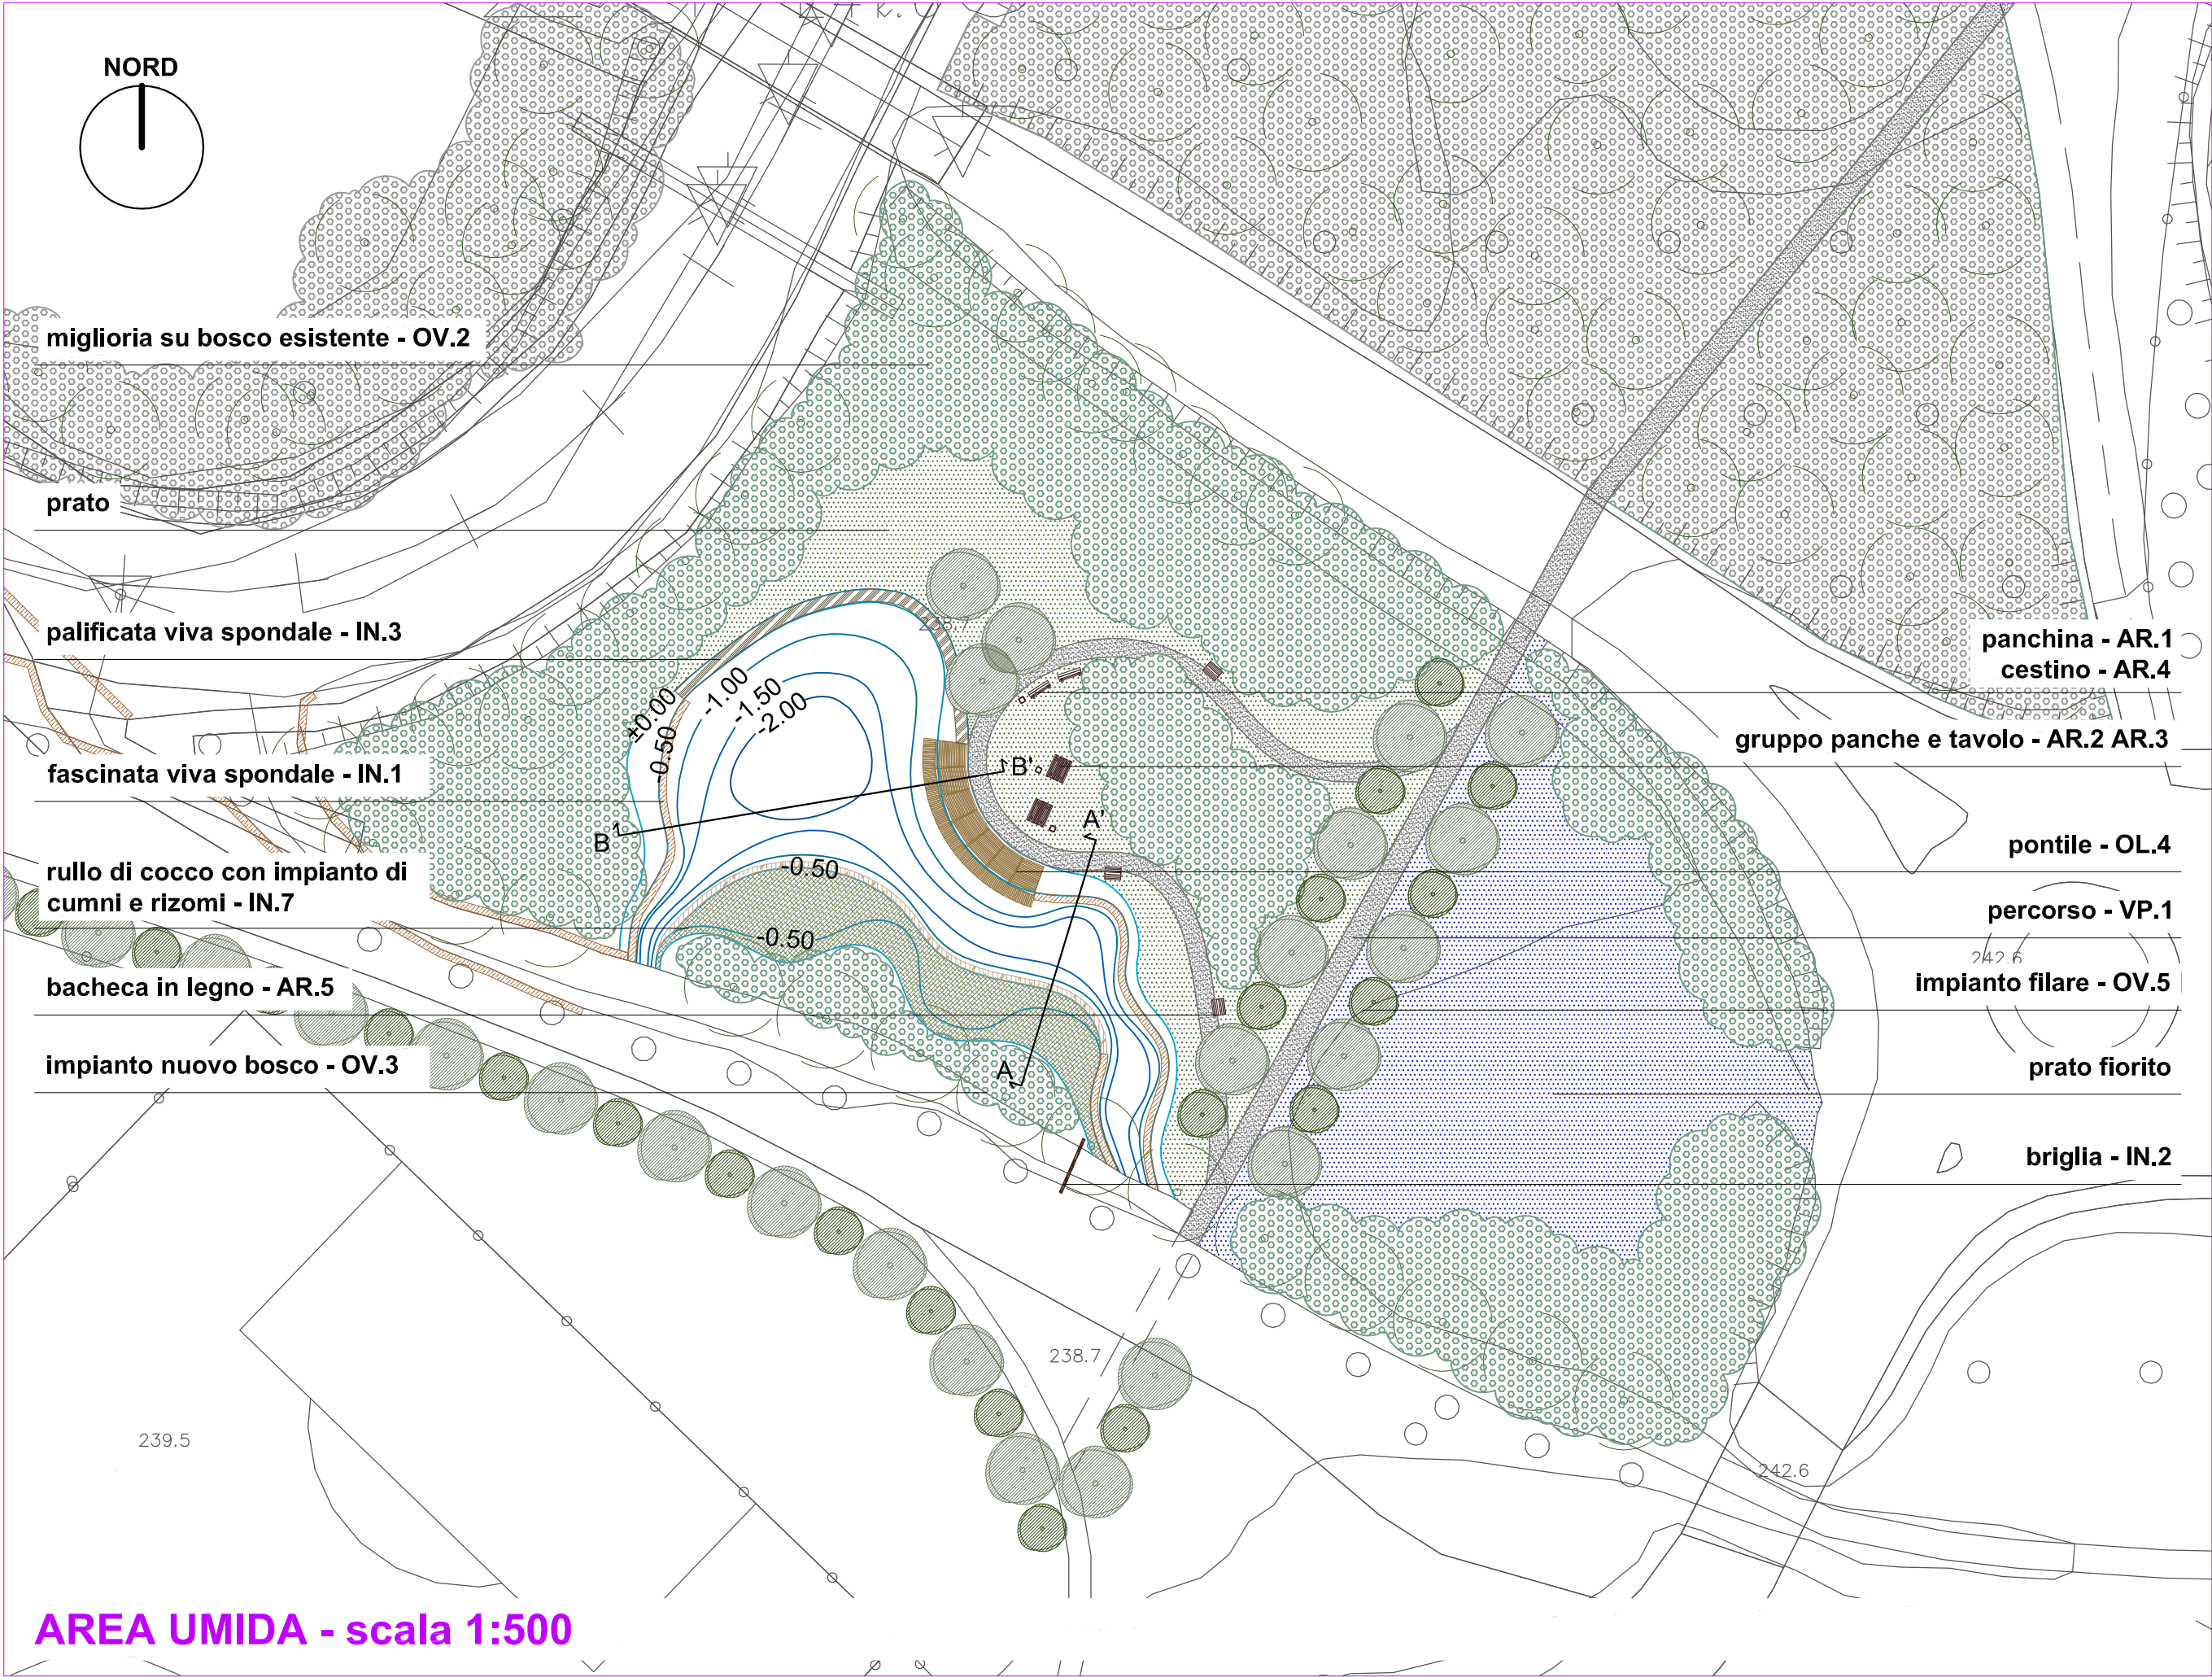 NORD
miglioria su bosco esistente - OV.2
prato
palificata viva spondale - IN.3
fascinata viva spondale - IN.1
rullo di cocco con impianto di
cumni e rizomi - IN.7
bacheca in legno - AR.5
impianto nuovo bosco - OV.3
±0.00
-0.50
-1.00
-1.50
-2.00
B
B'
A'
A
-0.50
-0.50
panchina - AR.1
cestino - AR.4
gruppo panche e tavolo - AR.2 AR.3
pontile - OL.4
percorso - VP.1
242.6
impianto filare - OV.5
prato fiorito
briglia - IN.2
238.7
239.5
242.6
AREA UMIDA - scala 1:500